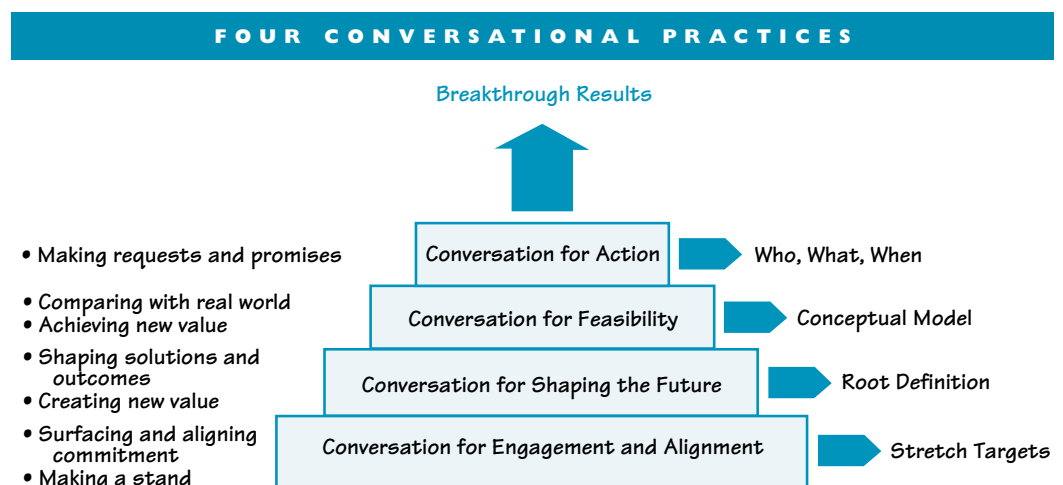 FOUR CONVERSATIONAL PRACTICES
Breakthrough Results
• Making requests and promises
Conversation for Action
Who, What, When
• Comparing with real world
• Achieving new value
Conversation for Feasibility
Conceptual Model
• Shaping solutions and
outcomes
• Creating new value
Conversation for Shaping the Future
Root Definition
• Surfacing and aligning
commitment
• Making a stand
Conversation for Engagement and Alignment
Stretch Targets